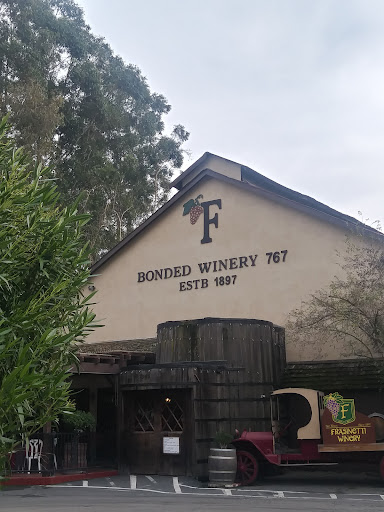 F
BONDED WINERY 767
ESTB 1897
F
FRASINETTI
WINERY